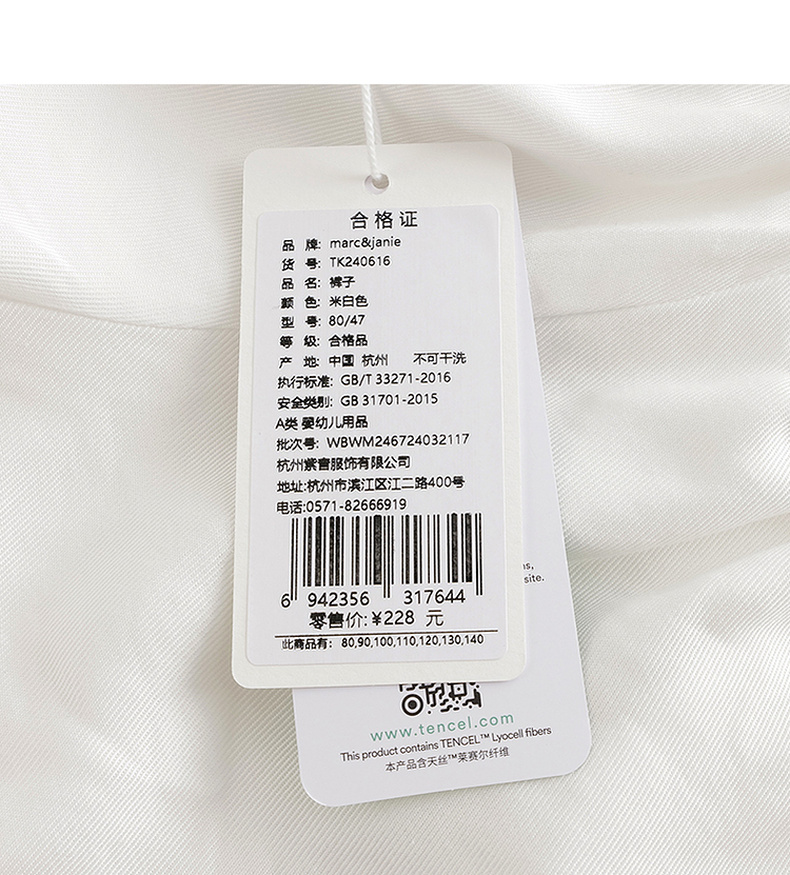 合格证
品 牌: marc&janie
货 号: TK240616
品 名: 裤子
颜 色: 米白色
型 号: 80/47
等 级: 合格品
产 地: 中国 杭州 不可干洗
执行标准: GB/T 33271-2016
安全类别: GB 31701-2015
A类 婴幼儿用品
批次号: WBWM246724032117
杭州紫睿服饰有限公司
地址:杭州市滨江区江二路400号
电话:0571-82666919
6 942356 317644
零售价:¥228 元
此商品有: 80,90,100,110,120,130,140
site.
www.tencel.com
This product contains TENCEL™ Lyocell fibers
本产品含天丝™莱赛尔纤维